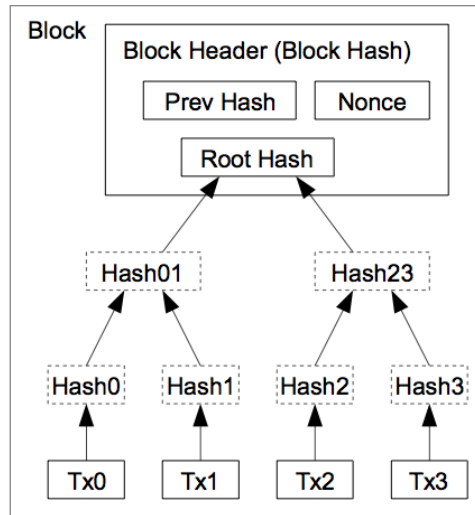 Block
Block Header (Block Hash)
Prev Hash Nonce
Root Hash
Hash01 Hash23
Hash0 Hash1 Hash2 Hash3
Tx0 Tx1 Tx2 Tx3